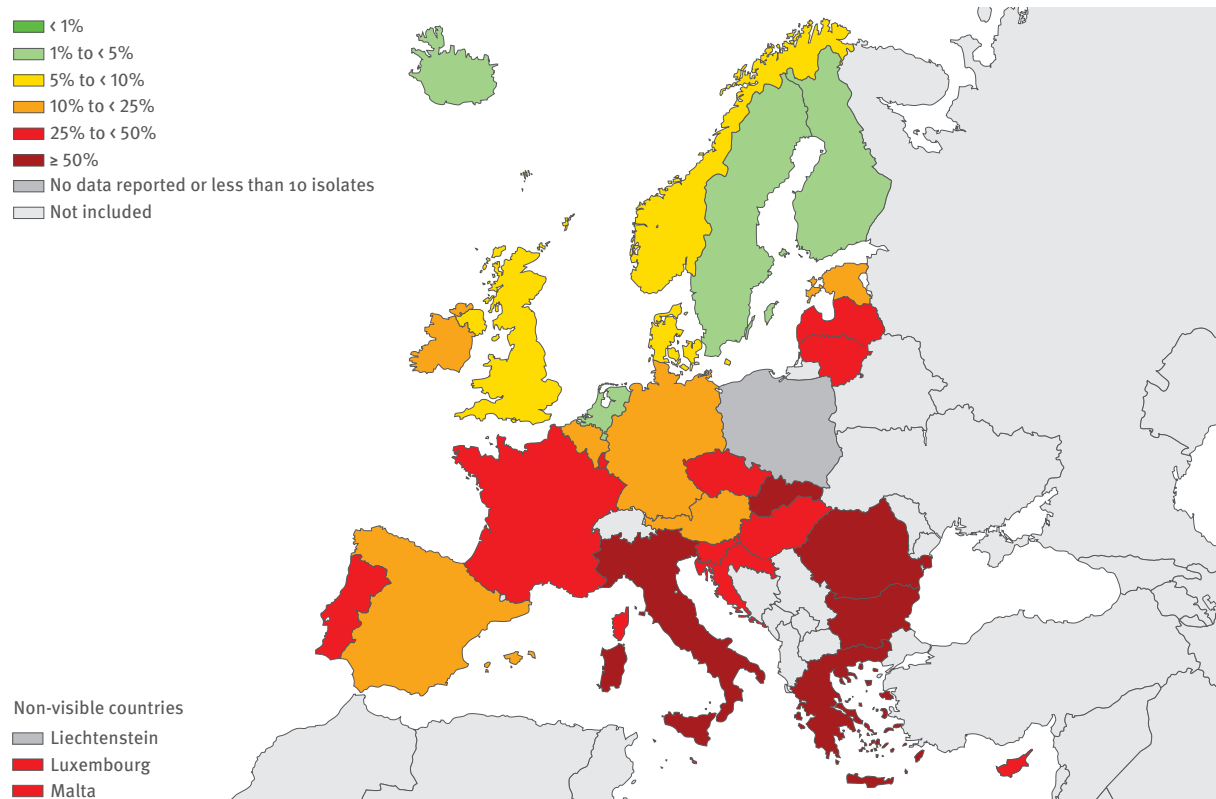 < 1%
1% to < 5%
5% to < 10%
10% to < 25%
25% to < 50%
≥ 50%
No data reported or less than 10 isolates
Not included
Non-visible countries
Liechtenstein
Luxembourg
Malta